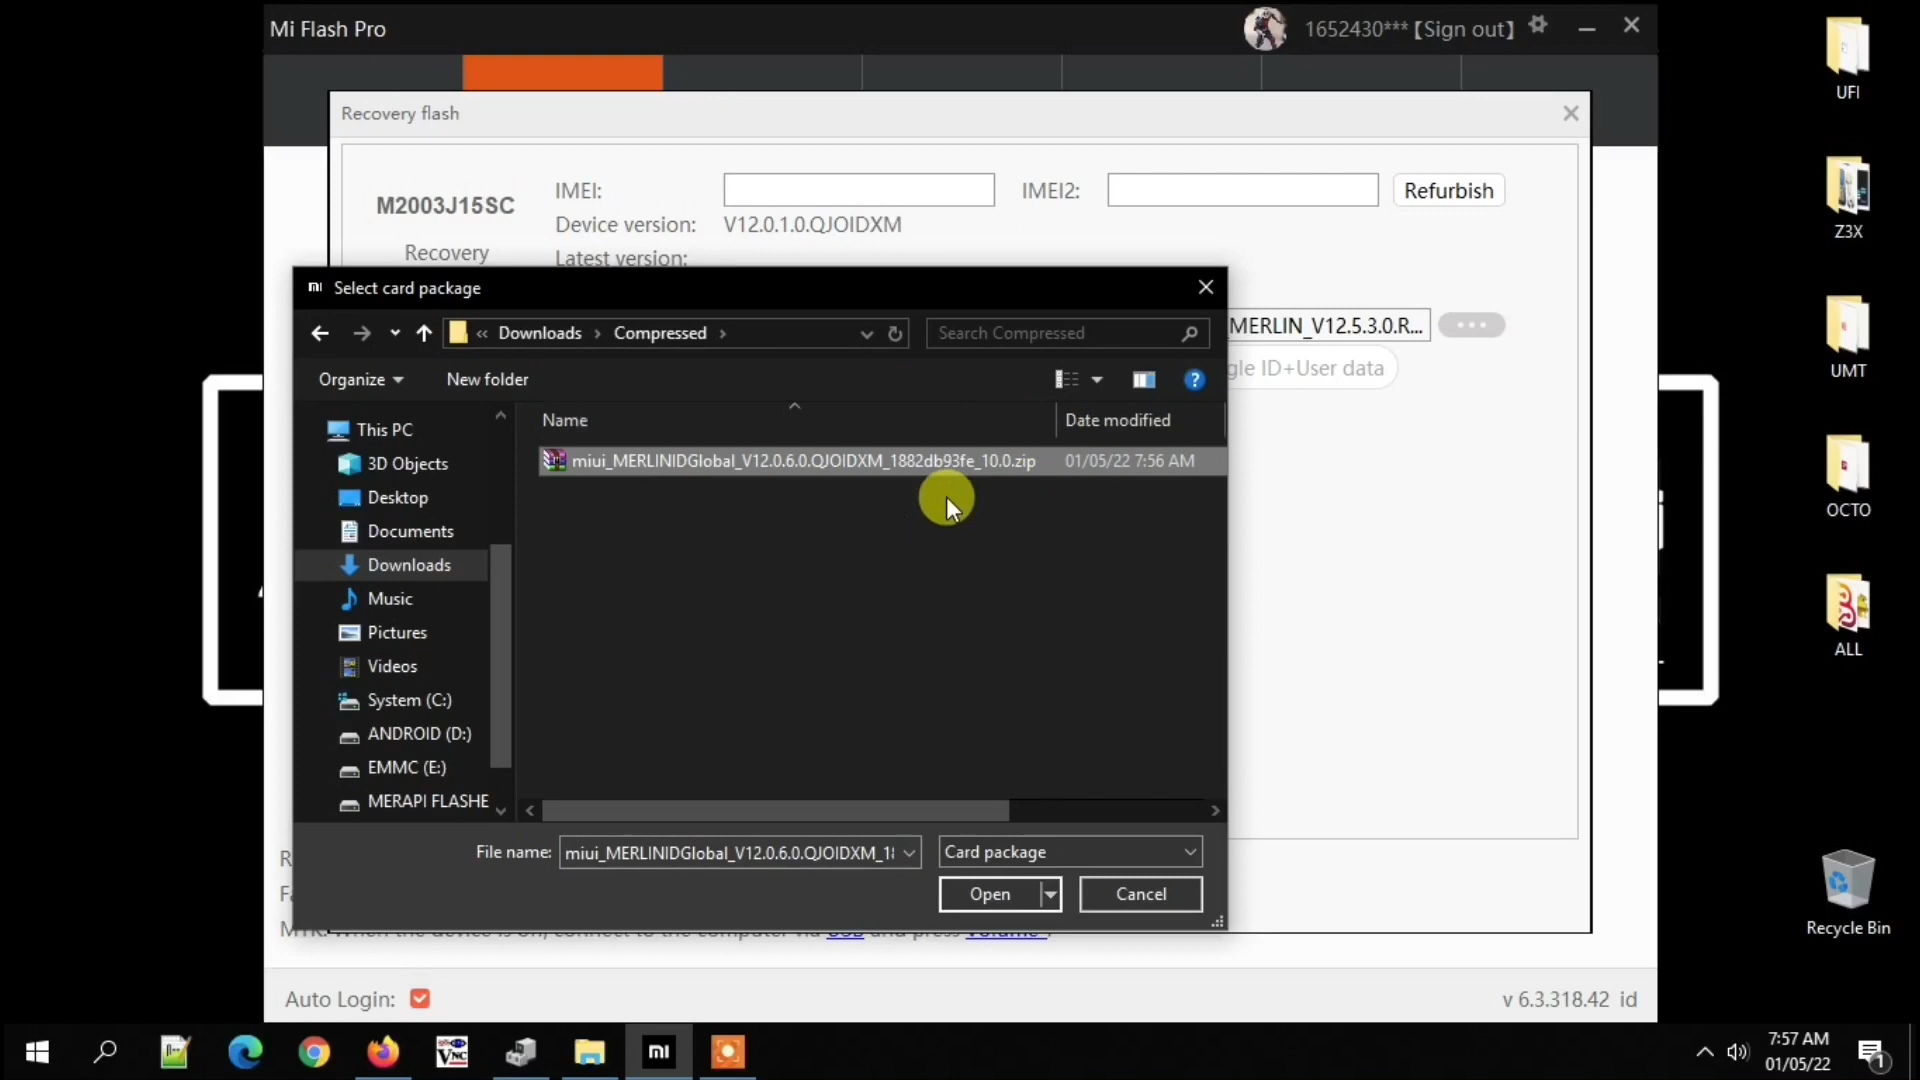 Mi Flash Pro
1652430***【Sign out】
Recovery flash
M2003J15SC
IMEI:
IMEI2:
Refurbish
Device version:
V12.0.1.0.QJOIDXM
Recovery
Latest version:
MERLIN_V12.5.3.0.R...
gle ID+User data
Select card package
« Downloads › Compressed ›
Search Compressed
Organize
New folder
Name
Date modified
miui_MERLINIDGlobal_V12.0.6.0.QJOIDXM_1882db93fe_10.0.zip
01/05/22 7:56 AM
This PC
3D Objects
Desktop
Documents
Downloads
Music
Pictures
Videos
System (C:)
ANDROID (D:)
EMMC (E:)
MERAPI FLASHE
File name:
miui_MERLINIDGlobal_V12.0.6.0.QJOIDXM_1
Card package
Open
Cancel
Auto Login:
v 6.3.318.42 id
UFI
Z3X
UMT
OCTO
ALL
Recycle Bin
VNC
7:57 AM
01/05/22
1